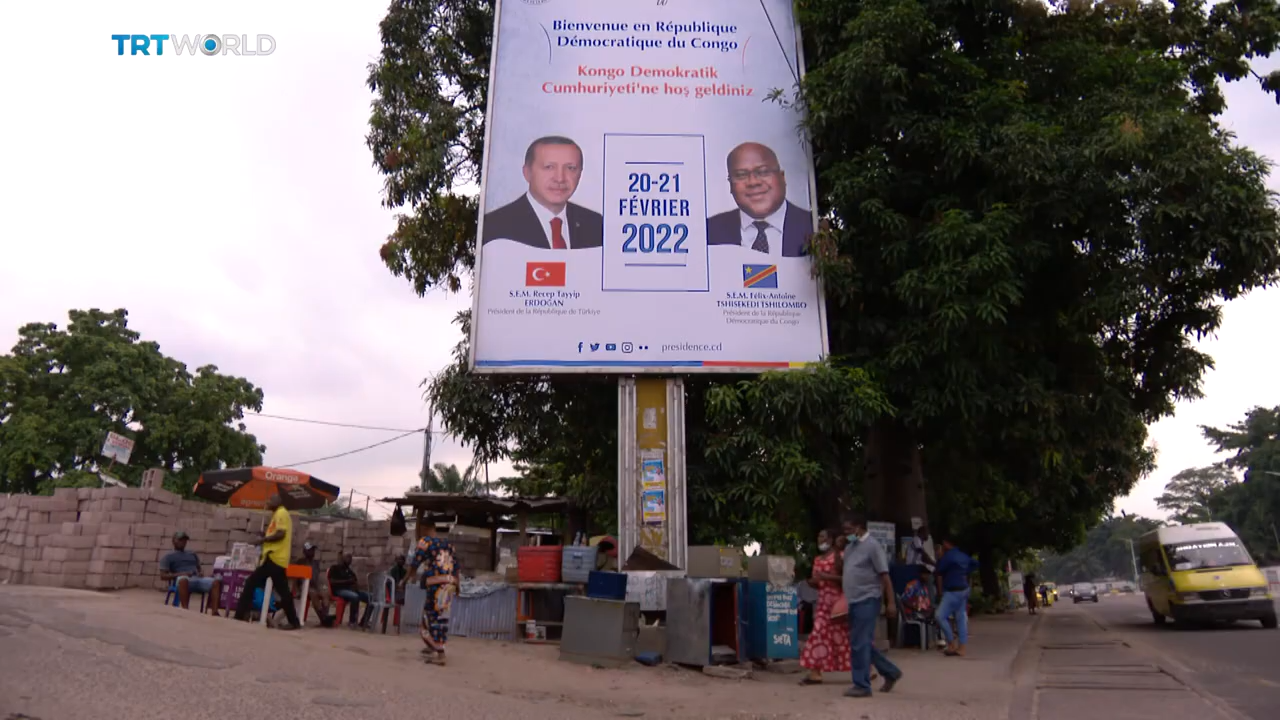 TRT WORLD
Bienvenue en République
Démocratique du Congo
Kongo Demokratik
Cumhuriyeti'ne hoş geldiniz
20-21
FÉVRIER
2022
S.E.M. Recep Tayyip
ERDOĞAN
Président de la République de Türkiye
S.E.M. Félix-Antoine
TSHISEKEDI TSHILOMBO
Président de la République
Démocratique du Congo
presidence.cd
Orange